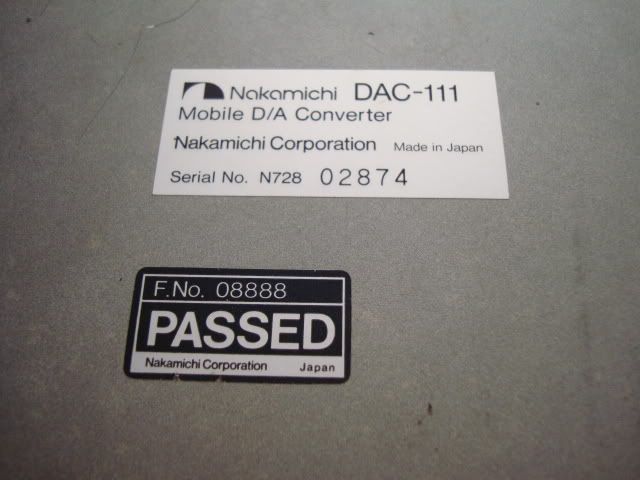 Nakamichi DAC-111
Mobile D/A Converter
Nakamichi Corporation Made in Japan
Serial No. N728 02874
F.No. 08888
PASSED
Nakamichi Corporation Japan